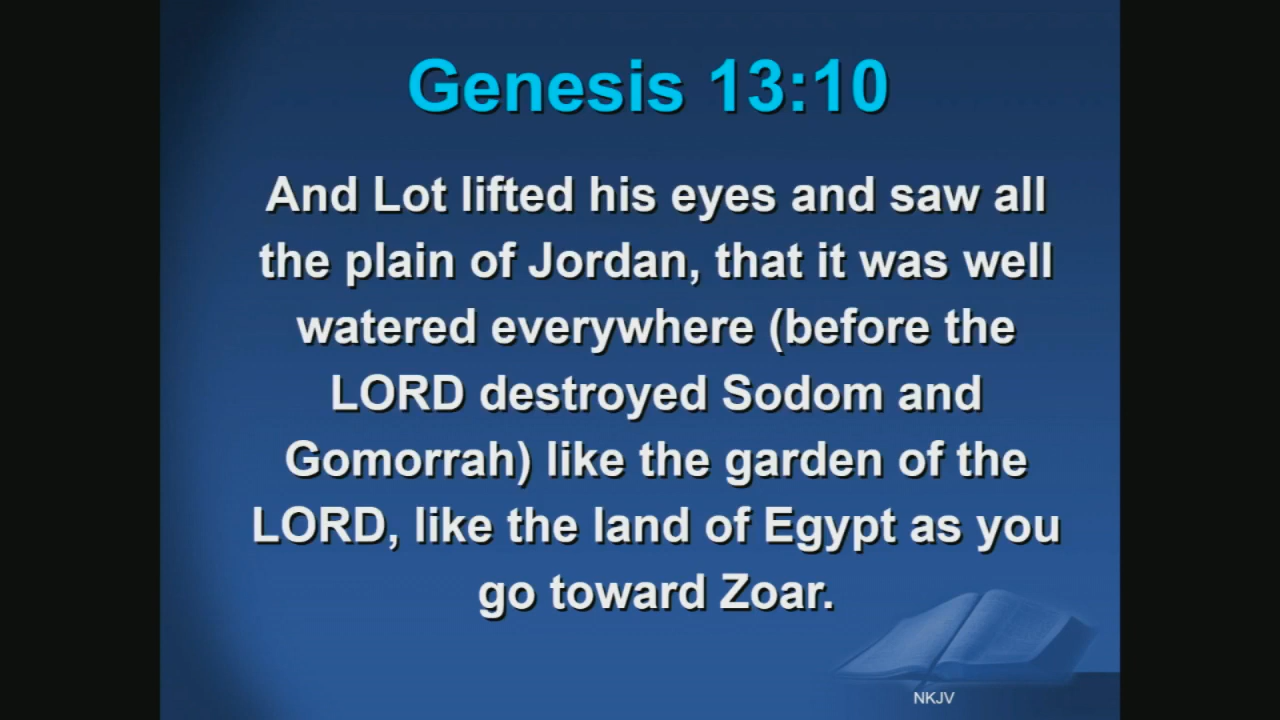 Genesis 13:10
And Lot lifted his eyes and saw all
the plain of Jordan, that it was well
watered everywhere (before the
LORD destroyed Sodom and
Gomorrah) like the garden of the
LORD, like the land of Egypt as you
go toward Zoar.
NKJV